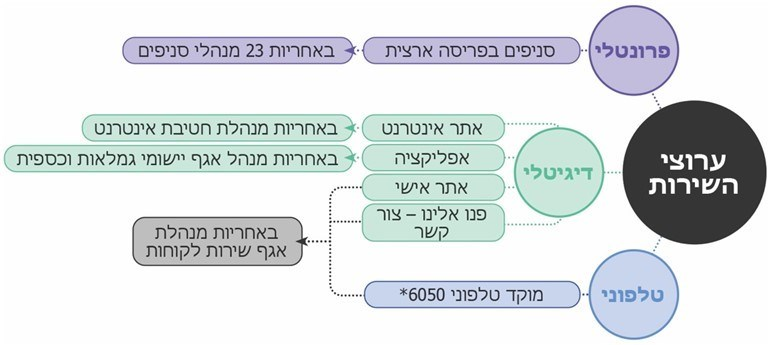 ערוצי
השירות
פרונטלי
סניפים בפריסה ארצית
באחריות 23 מנהלי סניפים
דיגיטלי
אתר אינטרנט
באחריות מנהלת חטיבת אינטרנט
אפליקציה
באחריות מנהל אגף יישומי גמלאות וכספית
אתר אישי
פנו אלינו – צור
קשר
באחריות מנהלת
אגף שירות לקוחות
טלפוני
מוקד טלפוני 6050*